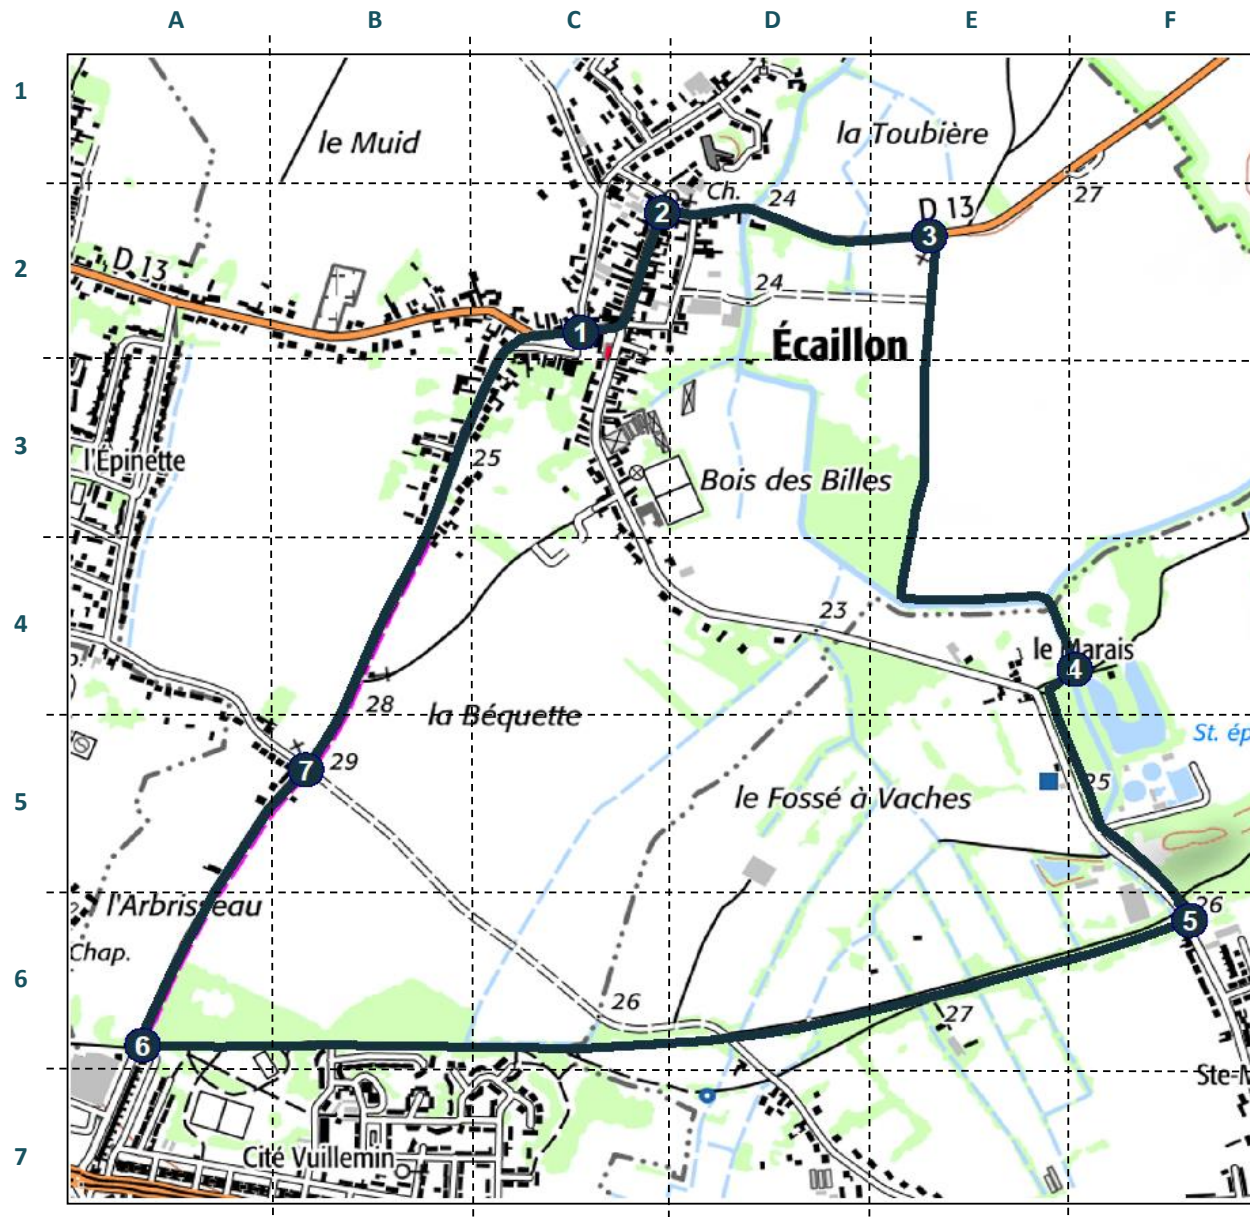 A B C D E F
1
le Muid
la Toubière
Ch.
24
27
2
D 13
3
D 13
2
24
1
Écaillon
3
l'Épinette
25
Bois des Billes
4
23
le Marais
4
28
la Béquette
St. ép
7
29
5
25
le Fossé à Vaches
l'Arbrisseau
26
5
Chap.
6
26
27
6
Ste-M
7
Cité Vuillemin